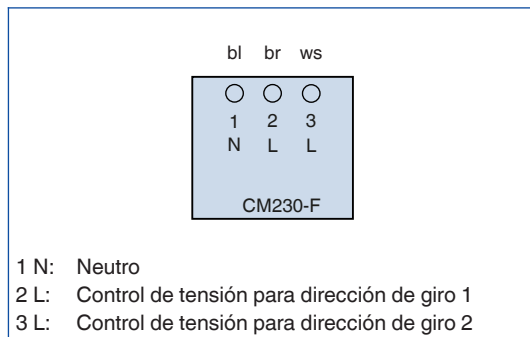 bl br ws
1 2 3
N L L
CM230-F
1 N: Neutro
2 L: Control de tensión para dirección de giro 1
3 L: Control de tensión para dirección de giro 2